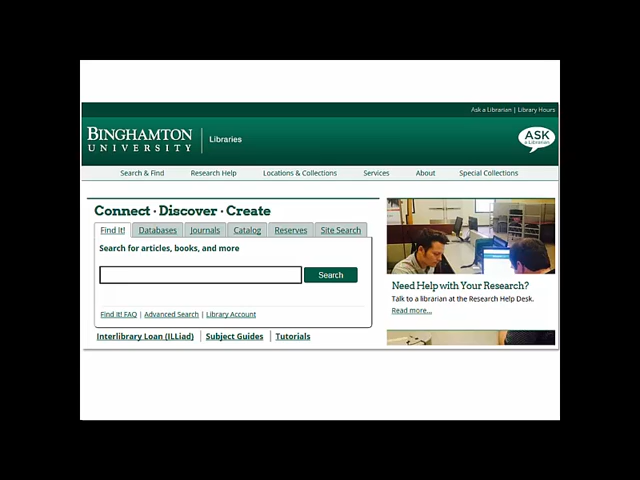 Ask a Librarian | Library Hours
BINGHAMTON
UNIVERSITY
Libraries
ASK
a Librarian
Search & Find
Research Help
Locations & Collections
Services
About
Special Collections
Connect · Discover · Create
Find It!
Databases
Journals
Catalog
Reserves
Site Search
Search for articles, books, and more
Search
Find It! FAQ | Advanced Search | Library Account
Interlibrary Loan (ILLiad) | Subject Guides | Tutorials
Need Help with Your Research?
Talk to a librarian at the Research Help Desk.
Read more...